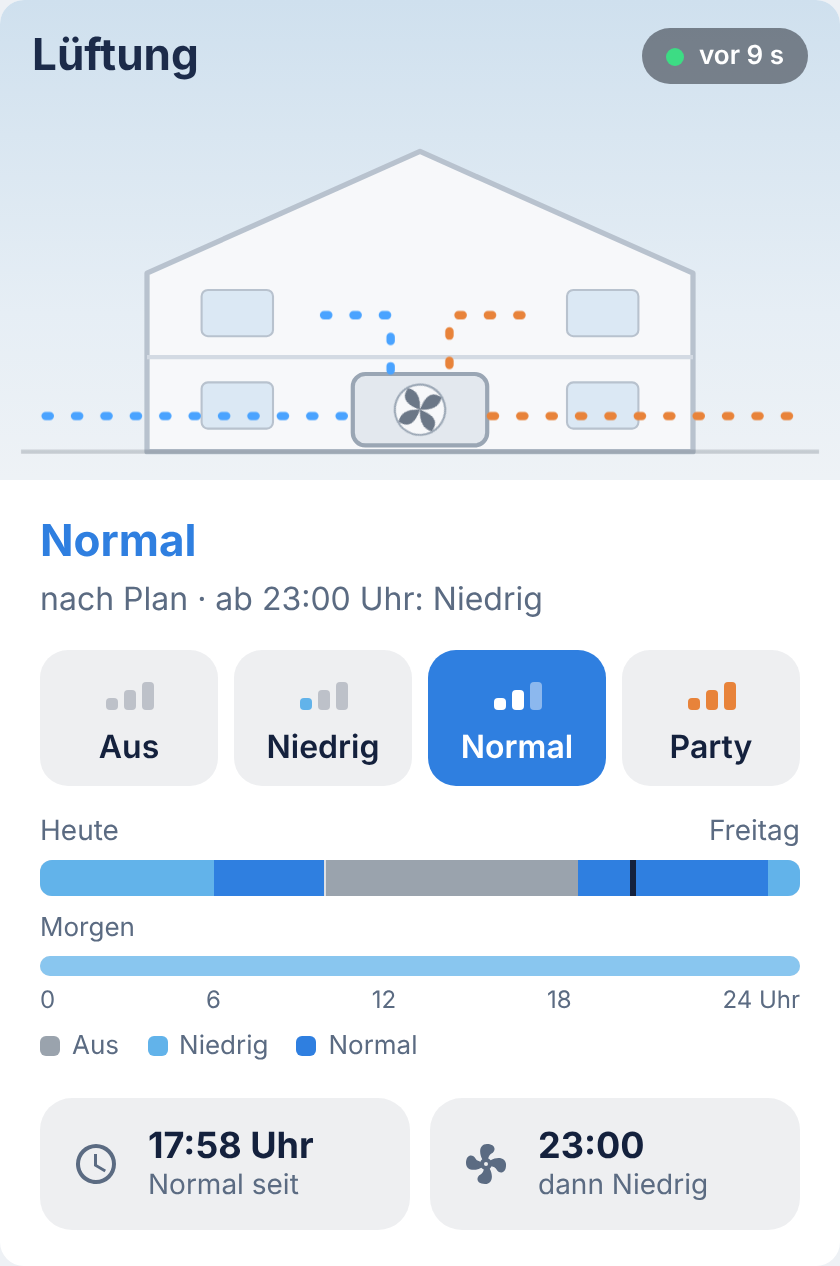 Lüftung
vor 9 s
Normal
nach Plan · ab 23:00 Uhr: Niedrig
Aus
Niedrig
Normal
Party
Heute
Freitag
Morgen
0 6 12 18 24 Uhr
Aus Niedrig Normal
17:58 Uhr
Normal seit
23:00
dann Niedrig